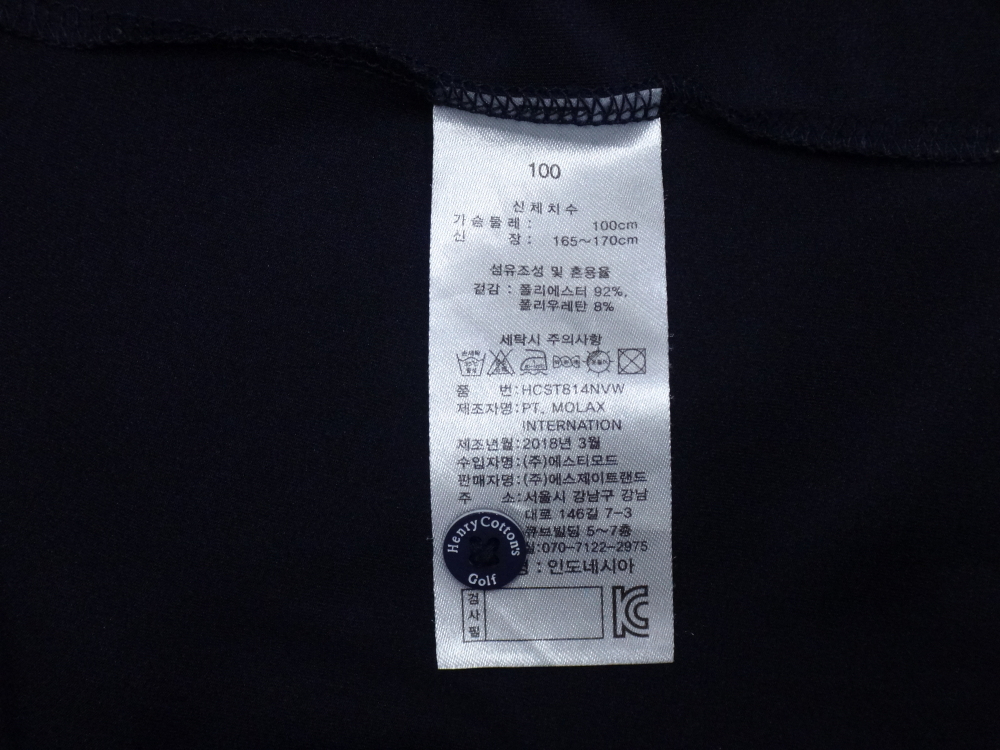 100
신체치수
가슴둘레 : 100cm
신 장 : 165~170cm
섬유조성 및 혼용율
겉감 : 폴리에스터 92%,
폴리우레탄 8%
세탁시 주의사항
품 번:HCST814NVW
제조자명:PT. MOLAX
INTERNATION
제조년월:2018년 3월
수입자명:(주)에스티모드
판매자명:(주)에스제이트랜드
주 소:서울시 강남구 강남
대로 146길 7-3
큐브빌딩 5~7층
:070-7122-2975
: 인도네시아
Henry Cotton's
Golf
검사필
KC